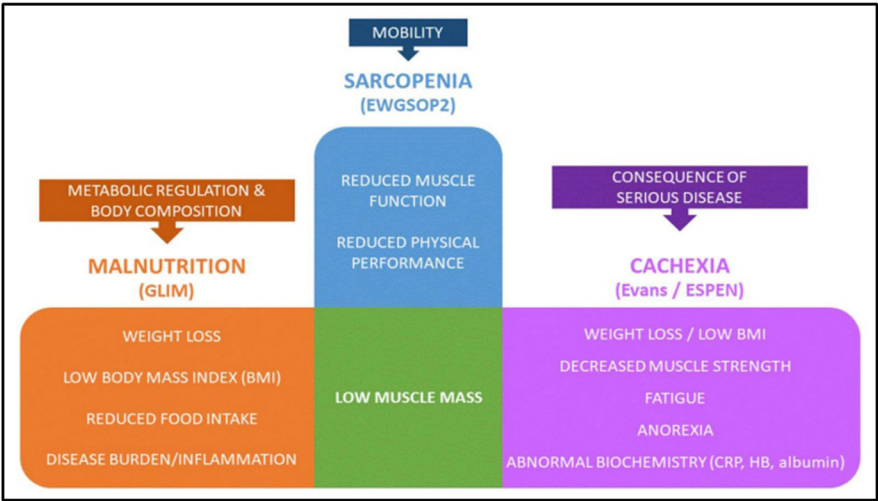 MOBILITY
SARCOPENIA
(EWGSOP2)
REDUCED MUSCLE
FUNCTION
REDUCED PHYSICAL
PERFORMANCE
METABOLIC REGULATION &
BODY COMPOSITION
MALNUTRITION
(GLIM)
WEIGHT LOSS
LOW BODY MASS INDEX (BMI)
REDUCED FOOD INTAKE
DISEASE BURDEN/INFLAMMATION
LOW MUSCLE MASS
CONSEQUENCE OF
SERIOUS DISEASE
CACHEXIA
(Evans / ESPEN)
WEIGHT LOSS / LOW BMI
DECREASED MUSCLE STRENGTH
FATIGUE
ANOREXIA
ABNORMAL BIOCHEMISTRY (CRP, HB, albumin)